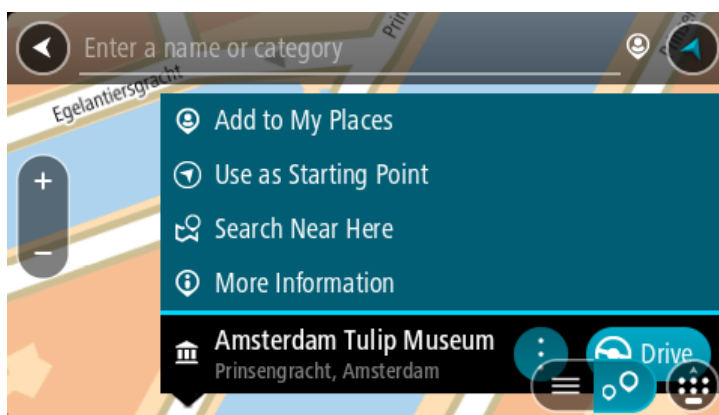 Enter a name or category
Prin
Egelantiersgracht
Add to My Places
Use as Starting Point
Search Near Here
More Information
Amsterdam Tulip Museum
Prinsengracht, Amsterdam
Drive